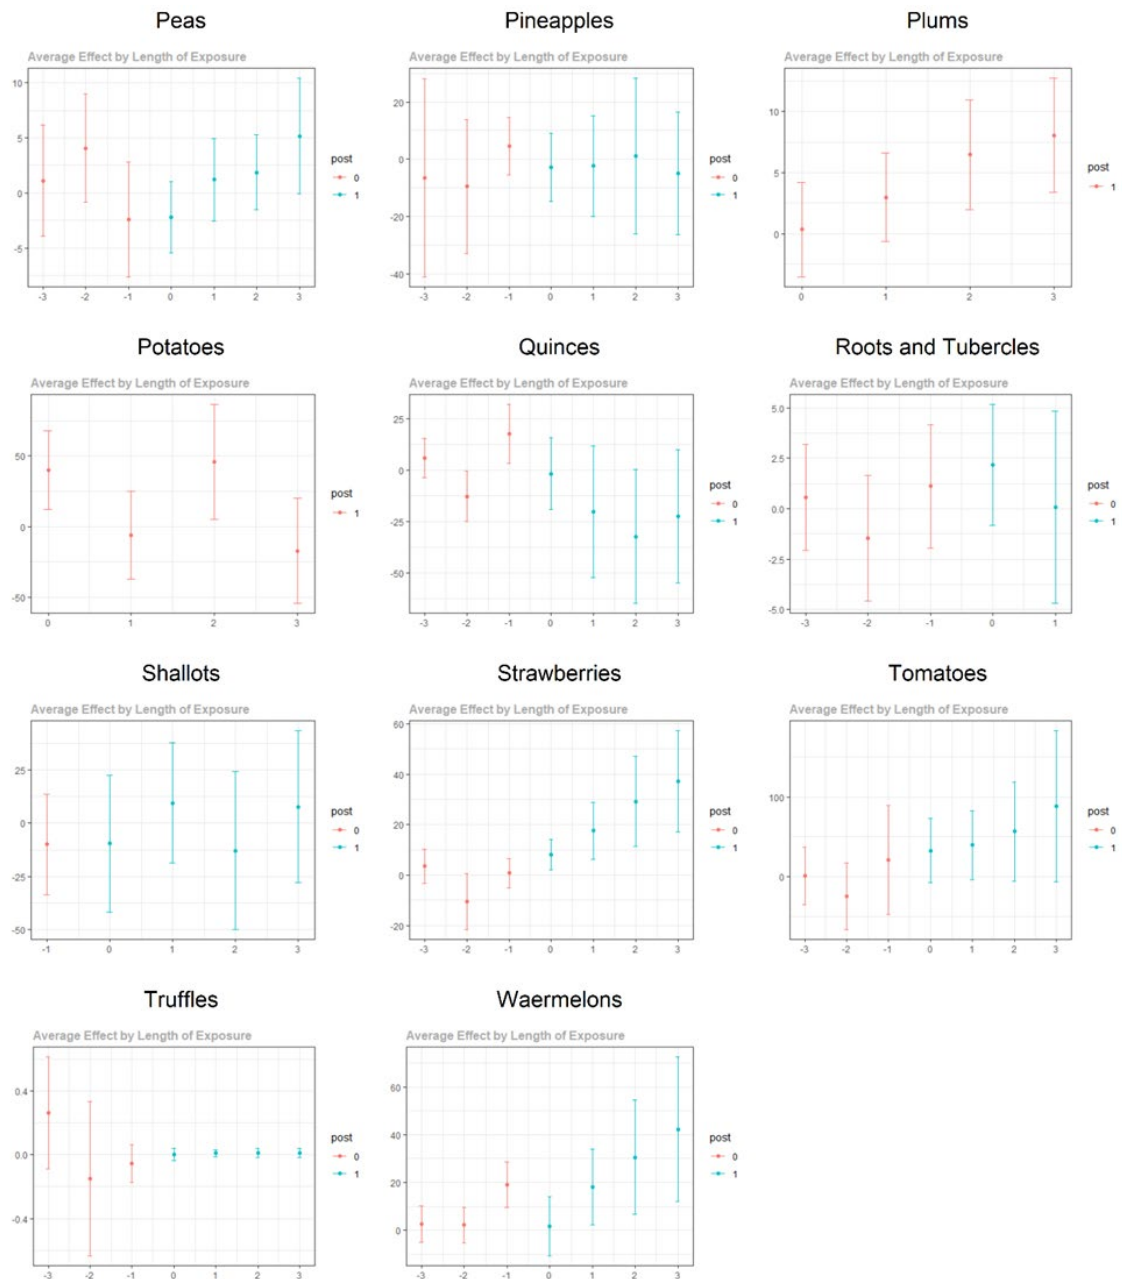 Peas
Average Effect by Length of Exposure
10
5
0
-5
-3 -2 -1 0 1 2 3
post
0
1
Pineapples
Average Effect by Length of Exposure
20
0
-20
-40
-3 -2 -1 0 1 2 3
post
0
1
Plums
Average Effect by Length of Exposure
10
5
0
0 1 2 3
post
1
Potatoes
Average Effect by Length of Exposure
50
0
-50
0 1 2 3
post
1
Quinces
Average Effect by Length of Exposure
25
0
-25
-50
-3 -2 -1 0 1 2 3
post
0
1
Roots and Tubercles
Average Effect by Length of Exposure
5.0
2.5
0.0
-2.5
-5.0
-3 -2 -1 0 1
post
0
1
Shallots
Average Effect by Length of Exposure
25
0
-25
-50
-1 0 1 2 3
post
0
1
Strawberries
Average Effect by Length of Exposure
60
40
20
0
-20
-3 -2 -1 0 1 2 3
post
0
1
Tomatoes
Average Effect by Length of Exposure
100
0
-3 -2 -1 0 1 2 3
post
0
1
Truffles
Average Effect by Length of Exposure
0.4
0.0
-0.4
-3 -2 -1 0 1 2 3
post
0
1
Waermelons
Average Effect by Length of Exposure
60
40
20
0
-3 -2 -1 0 1 2 3
post
0
1